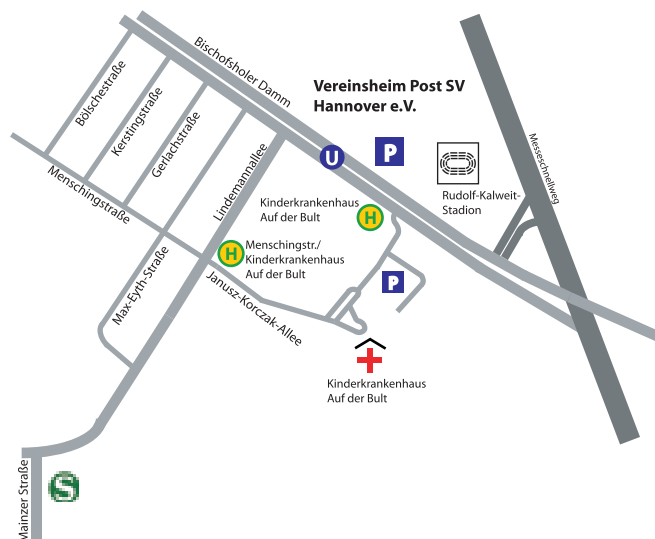 Bischofsholer Damm
Bölschestraße
Kerstingstraße
Gerlachstraße
Lindemannallee
Menschingstraße
Vereinsheim Post SV
Hannover e.V.
U
P
Messeschnellweg
Rudolf-Kalweit-
Stadion
Kinderkrankenhaus
Auf der Bult
H
H
Menschingstr./
Kinderkrankenhaus
Auf der Bult
Max-Eyth-Straße
Janusz-Korczak-Allee
P
Kinderkrankenhaus
Auf der Bult
Mainzer Straße
S